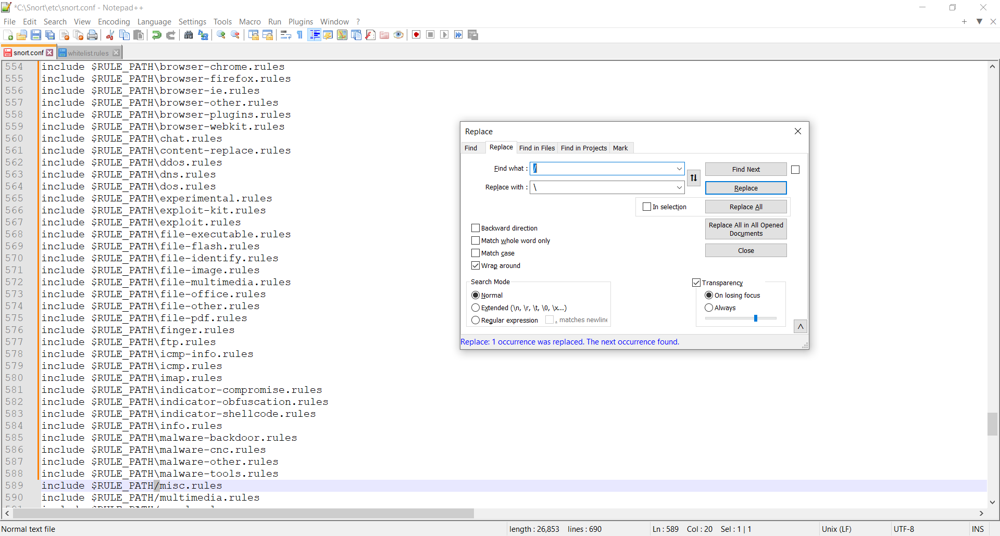 *C:\Snort\etc\snort.conf - Notepad++
File Edit Search View Encoding Language Settings Tools Macro Run Plugins Window ?
snort.conf whitelist.rules
554 include $RULE_PATH\browser-chrome.rules
555 include $RULE_PATH\browser-firefox.rules
556 include $RULE_PATH\browser-ie.rules
557 include $RULE_PATH\browser-other.rules
558 include $RULE_PATH\browser-plugins.rules
559 include $RULE_PATH\browser-webkit.rules
560 include $RULE_PATH\chat.rules
561 include $RULE_PATH\content-replace.rules
562 include $RULE_PATH\ddos.rules
563 include $RULE_PATH\dns.rules
564 include $RULE_PATH\dos.rules
565 include $RULE_PATH\experimental.rules
566 include $RULE_PATH\exploit-kit.rules
567 include $RULE_PATH\exploit.rules
568 include $RULE_PATH\file-executable.rules
569 include $RULE_PATH\file-flash.rules
570 include $RULE_PATH\file-identify.rules
571 include $RULE_PATH\file-image.rules
572 include $RULE_PATH\file-multimedia.rules
573 include $RULE_PATH\file-office.rules
574 include $RULE_PATH\file-other.rules
575 include $RULE_PATH\file-pdf.rules
576 include $RULE_PATH\finger.rules
577 include $RULE_PATH\ftp.rules
578 include $RULE_PATH\icmp-info.rules
579 include $RULE_PATH\icmp.rules
580 include $RULE_PATH\imap.rules
581 include $RULE_PATH\indicator-compromise.rules
582 include $RULE_PATH\indicator-obfuscation.rules
583 include $RULE_PATH\indicator-shellcode.rules
584 include $RULE_PATH\info.rules
585 include $RULE_PATH\malware-backdoor.rules
586 include $RULE_PATH\malware-cnc.rules
587 include $RULE_PATH\malware-other.rules
588 include $RULE_PATH\malware-tools.rules
589 include $RULE_PATH/misc.rules
590 include $RULE_PATH/multimedia.rules
Replace
Find Replace Find in Files Find in Projects Mark
Find what : / Find Next
Replace with : \ Replace
In selection Replace All
Replace All in All Opened
Documents
Close
Backward direction
Match whole word only
Match case
Wrap around
Search Mode
Normal
Extended (\n, \r, \t, \0, \x...)
Regular expression . matches newline
Transparency
On losing focus
Always
Replace: 1 occurrence was replaced. The next occurrence found.
Normal text file length : 26,853 lines : 690 Ln : 589 Col : 20 Sel : 1 | 1 Unix (LF) UTF-8 INS